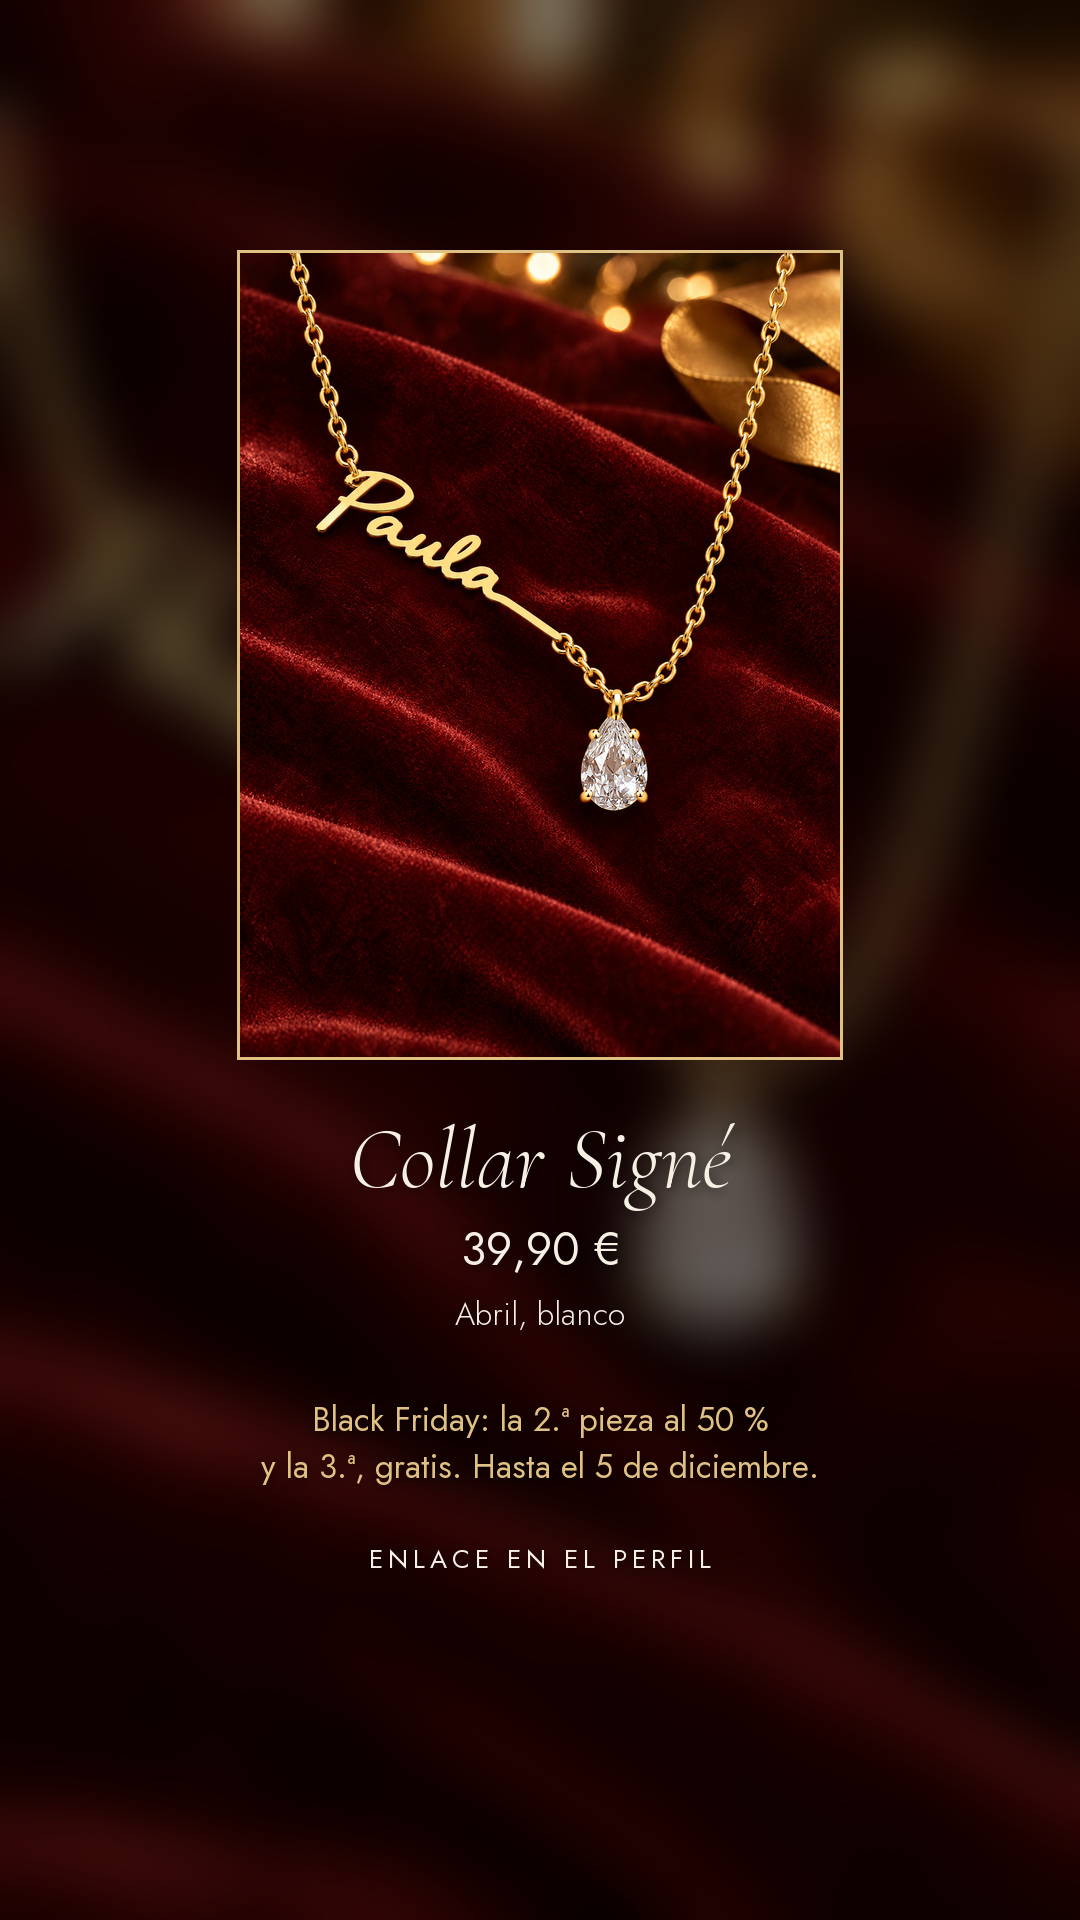 Paula
Collar Signé
39,90 €
Abril, blanco
Black Friday: la 2.ª pieza al 50 %
y la 3.ª, gratis. Hasta el 5 de diciembre.
ENLACE EN EL PERFIL